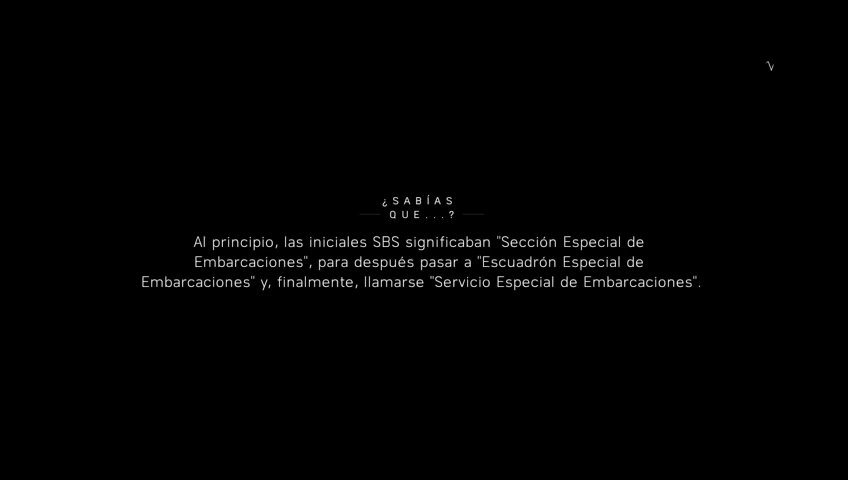 ¿SABÍAS
QUE...?
Al principio, las iniciales SBS significaban "Sección Especial de
Embarcaciones", para después pasar a "Escuadrón Especial de
Embarcaciones" y, finalmente, llamarse "Servicio Especial de Embarcaciones".